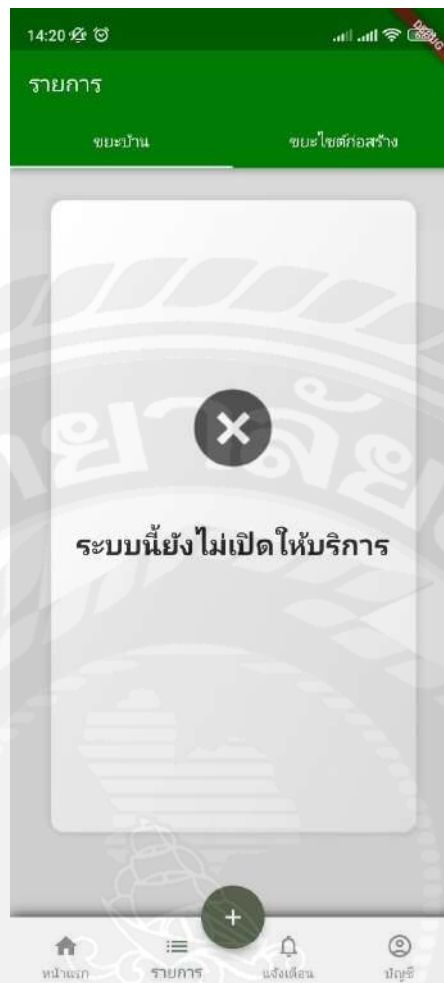 14:20
DEBUG
รายการ
ขยะบ้าน
ขยะไซต์ก่อสร้าง
ระบบนี้ยังไม่เปิดให้บริการ
หน้าแรก
รายการ
แจ้งเตือน
บัญชี